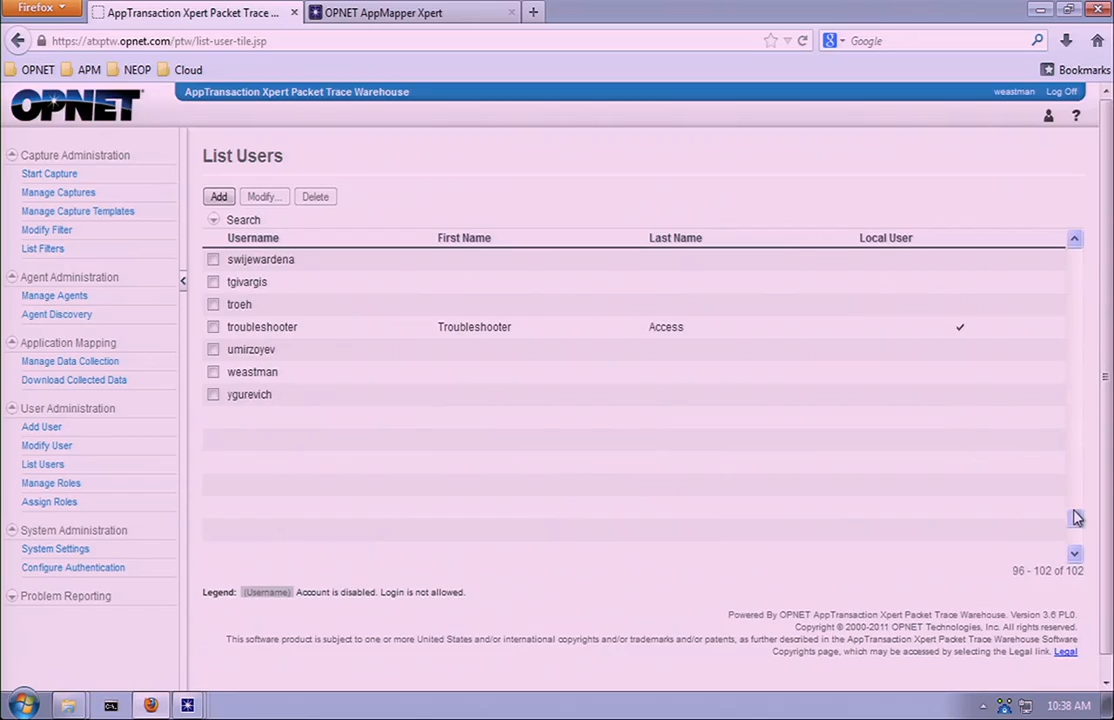 Firefox
AppTransaction Xpert Packet Trace ...
OPNET AppMapper Xpert
https://atxptw.opnet.com/ptw/list-user-tile.jsp
Google
OPNET
APM
NEOP
Cloud
Bookmarks
OPNET
AppTransaction Xpert Packet Trace Warehouse
weastman
Log Off
?
Capture Administration
Start Capture
Manage Captures
Manage Capture Templates
Modify Filter
List Filters
Agent Administration
Manage Agents
Agent Discovery
Application Mapping
Manage Data Collection
Download Collected Data
User Administration
Add User
Modify User
List Users
Manage Roles
Assign Roles
System Administration
System Settings
Configure Authentication
Problem Reporting
List Users
Add
Modify...
Delete
Search
Username First Name Last Name Local User
swijewardena
tgivargis
troeh
troubleshooter Troubleshooter Access ✓
umirzoyev
weastman
ygurevich
96 - 102 of 102
Legend: (Username) Account is disabled. Login is not allowed.
Powered By OPNET AppTransaction Xpert Packet Trace Warehouse. Version 3.6 PL0.
Copyright © 2000-2011 OPNET Technologies, Inc. All rights reserved.
This software product is subject to one or more United States and/or international copyrights and/or trademarks and/or patents, as further described in the AppTransaction Xpert Packet Trace Warehouse Software
Copyrights page, which may be accessed by selecting the Legal link. Legal
10:38 AM